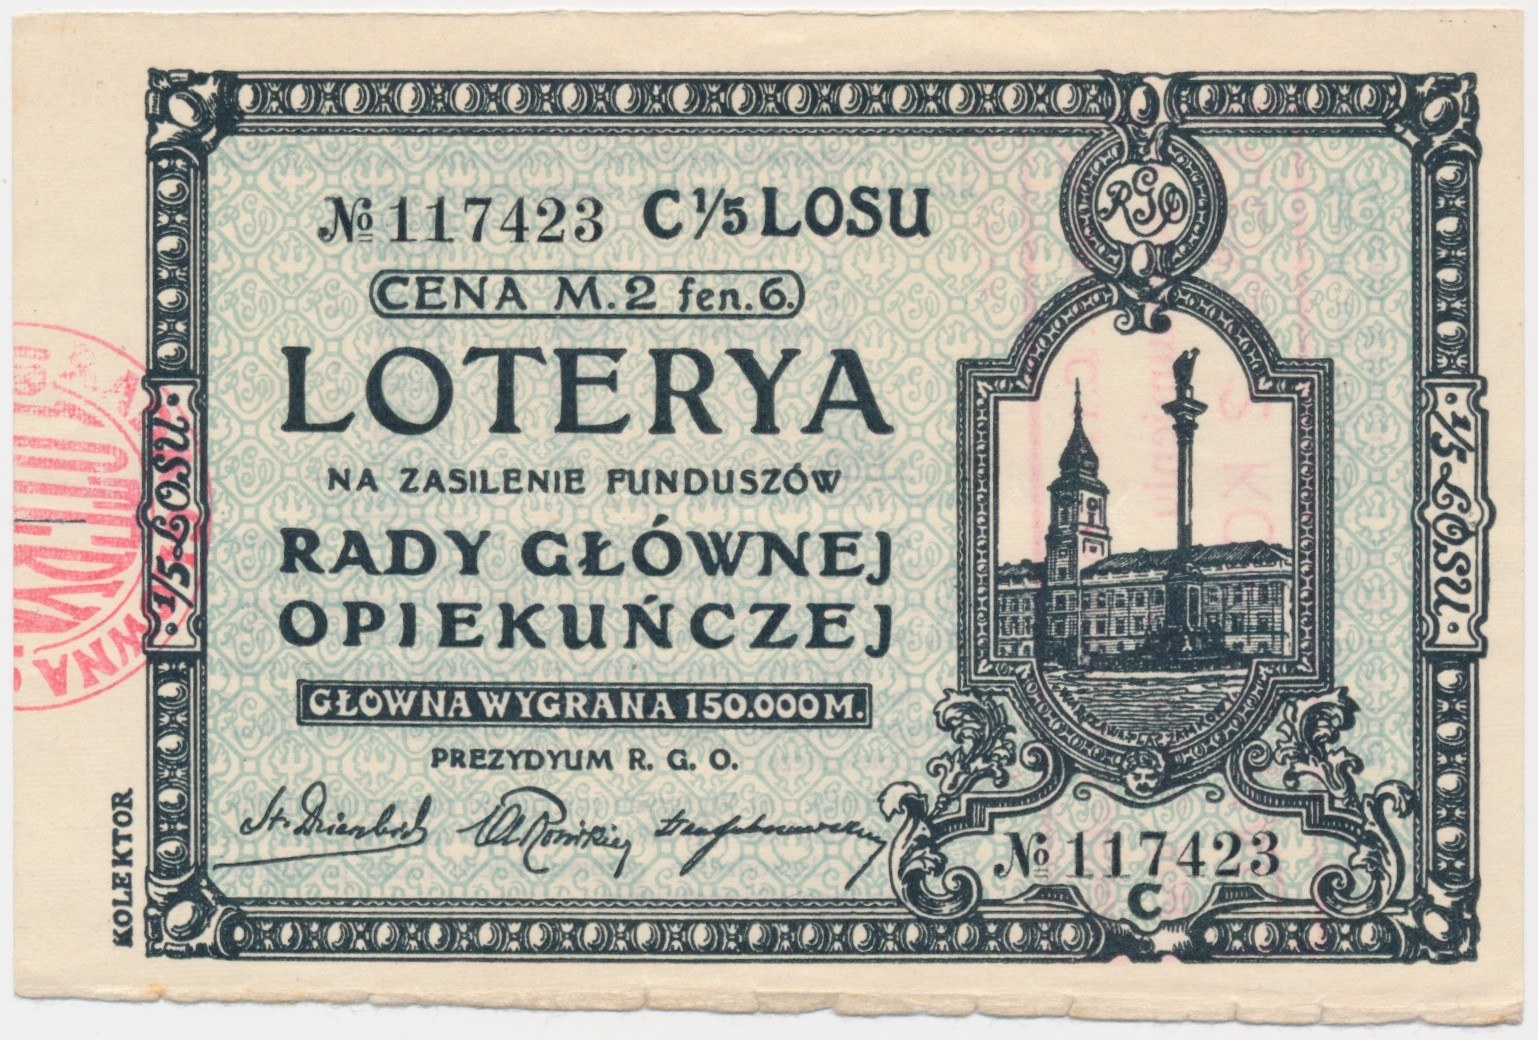 № 117423 C 1/5 LOSU
CENA M. 2 fen. 6.
LOTERYA
NA ZASILENIE FUNDUSZÓW
RADY GŁÓWNEJ
OPIEKUŃCZEJ
GŁÓWNA WYGRANA 150.000 M.
PREZYDYUM R. G. O.
RGO
№ 117423
C
1/5 LOSU
1/5 LOSU
KOLEKTOR
1916